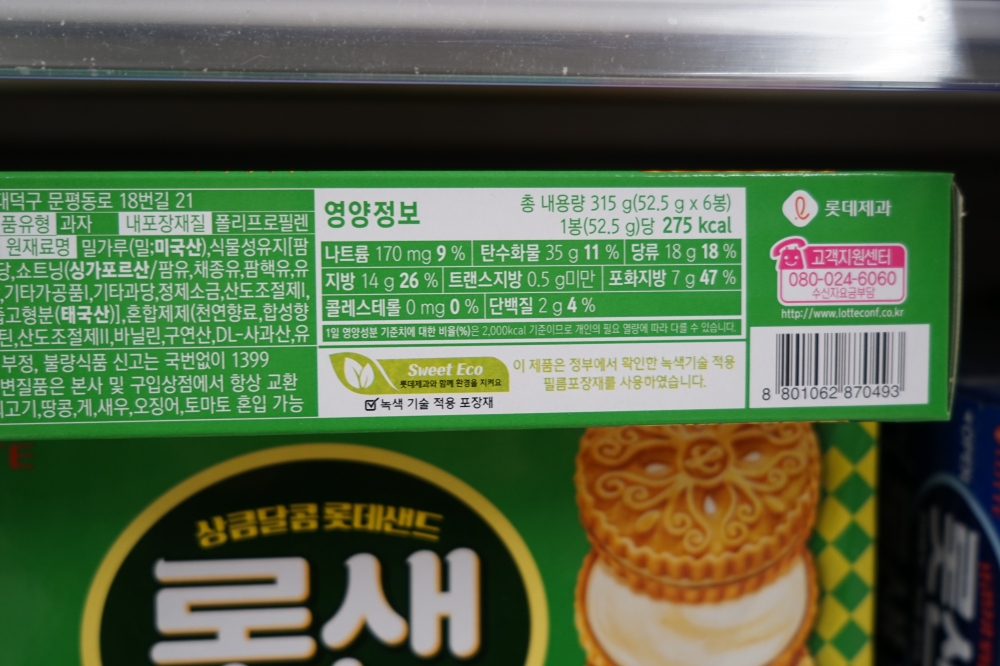 대덕구 문평동로 18번길 21
품유형 과자 내포장재질 폴리프로필렌
원재료명 밀가루(밀:미국산),식물성유지[팜
당,쇼트닝(싱가포르산/팜유,채종유,팜핵유,유
,기타가공품),기타과당,정제소금,산도조절제I,
고형분(태국산)],혼합제제(천연향료,합성향
틴,산도조절제II,바닐린,구연산,DL-사과산,유
부정, 불량식품 신고는 국번없이 1399
변질품은 본사 및 구입상점에서 항상 교환
고기,땅콩,게,새우,오징어,토마토 혼입 가능
영양정보
총 내용량 315 g(52.5 g x 6봉)
1봉(52.5 g)당 275 kcal
나트륨 170 mg 9 % 탄수화물 35 g 11 % 당류 18 g 18 %
지방 14 g 26 % 트랜스지방 0.5 g미만 포화지방 7 g 47 %
콜레스테롤 0 mg 0 % 단백질 2 g 4 %
1일 영양성분 기준치에 대한 비율(%)은 2,000kcal 기준이므로 개인의 필요 열량에 따라 다를 수 있습니다.
Sweet Eco
롯데제과와 함께 환경을 지켜요
녹색 기술 적용 포장재
이 제품은 정부에서 확인한 녹색기술 적용
필름포장재를 사용하였습니다.
롯데제과
고객지원센터
080-024-6060
수신자요금부담
http://www.lotteconf.co.kr
8 801062 870493
E
상큼달콤 롯데샌드
롯샌